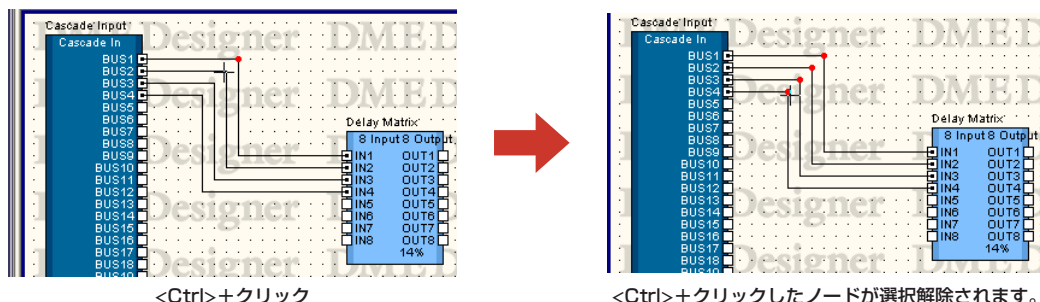 Cascade Input
Cascade In
BUS1
BUS2
BUS3
BUS4
BUS5
BUS6
BUS7
BUS8
BUS9
BUS10
BUS11
BUS12
BUS13
BUS14
BUS15
BUS16
BUS17
BUS18
Delay Matrix
8 Input 8 Output
IN1 OUT1
IN2 OUT2
IN3 OUT3
IN4 OUT4
IN5 OUT5
IN6 OUT6
IN7 OUT7
IN8 OUT8
14%
<Ctrl>+クリック
Cascade Input
Cascade In
BUS1
BUS2
BUS3
BUS4
BUS5
BUS6
BUS7
BUS8
BUS9
BUS10
BUS11
BUS12
BUS13
BUS14
BUS15
BUS16
BUS17
BUS18
Delay Matrix
8 Input 8 Output
IN1 OUT1
IN2 OUT2
IN3 OUT3
IN4 OUT4
IN5 OUT5
IN6 OUT6
IN7 OUT7
IN8 OUT8
14%
<Ctrl>+クリックしたノードが選択解除されます。